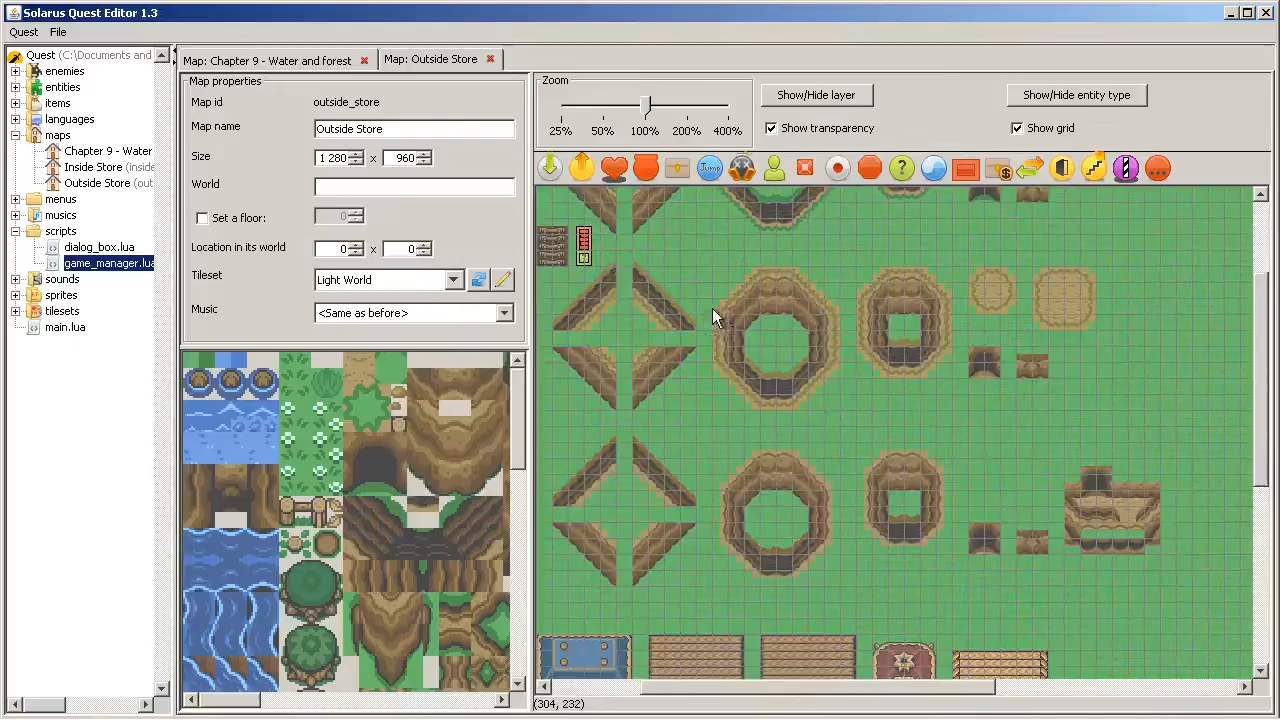 Solarus Quest Editor 1.3
Quest File
Quest (C:\Documents and
enemies
entities
items
languages
maps
Chapter 9 - Water
Inside Store (inside
Outside Store (out
menus
musics
scripts
dialog_box.lua
game_manager.lua
sounds
sprites
tilesets
main.lua
Map: Chapter 9 - Water and forest
Map: Outside Store
Map properties
Map id outside_store
Map name Outside Store
Size 1 280 x 960
World
Set a floor: 0
Location in its world 0 x 0
Tileset Light World
Music <Same as before>
Zoom
25% 50% 100% 200% 400%
Show/Hide layer
Show transparency
Show/Hide entity type
Show grid
Jump
?
$
...
(304, 232)